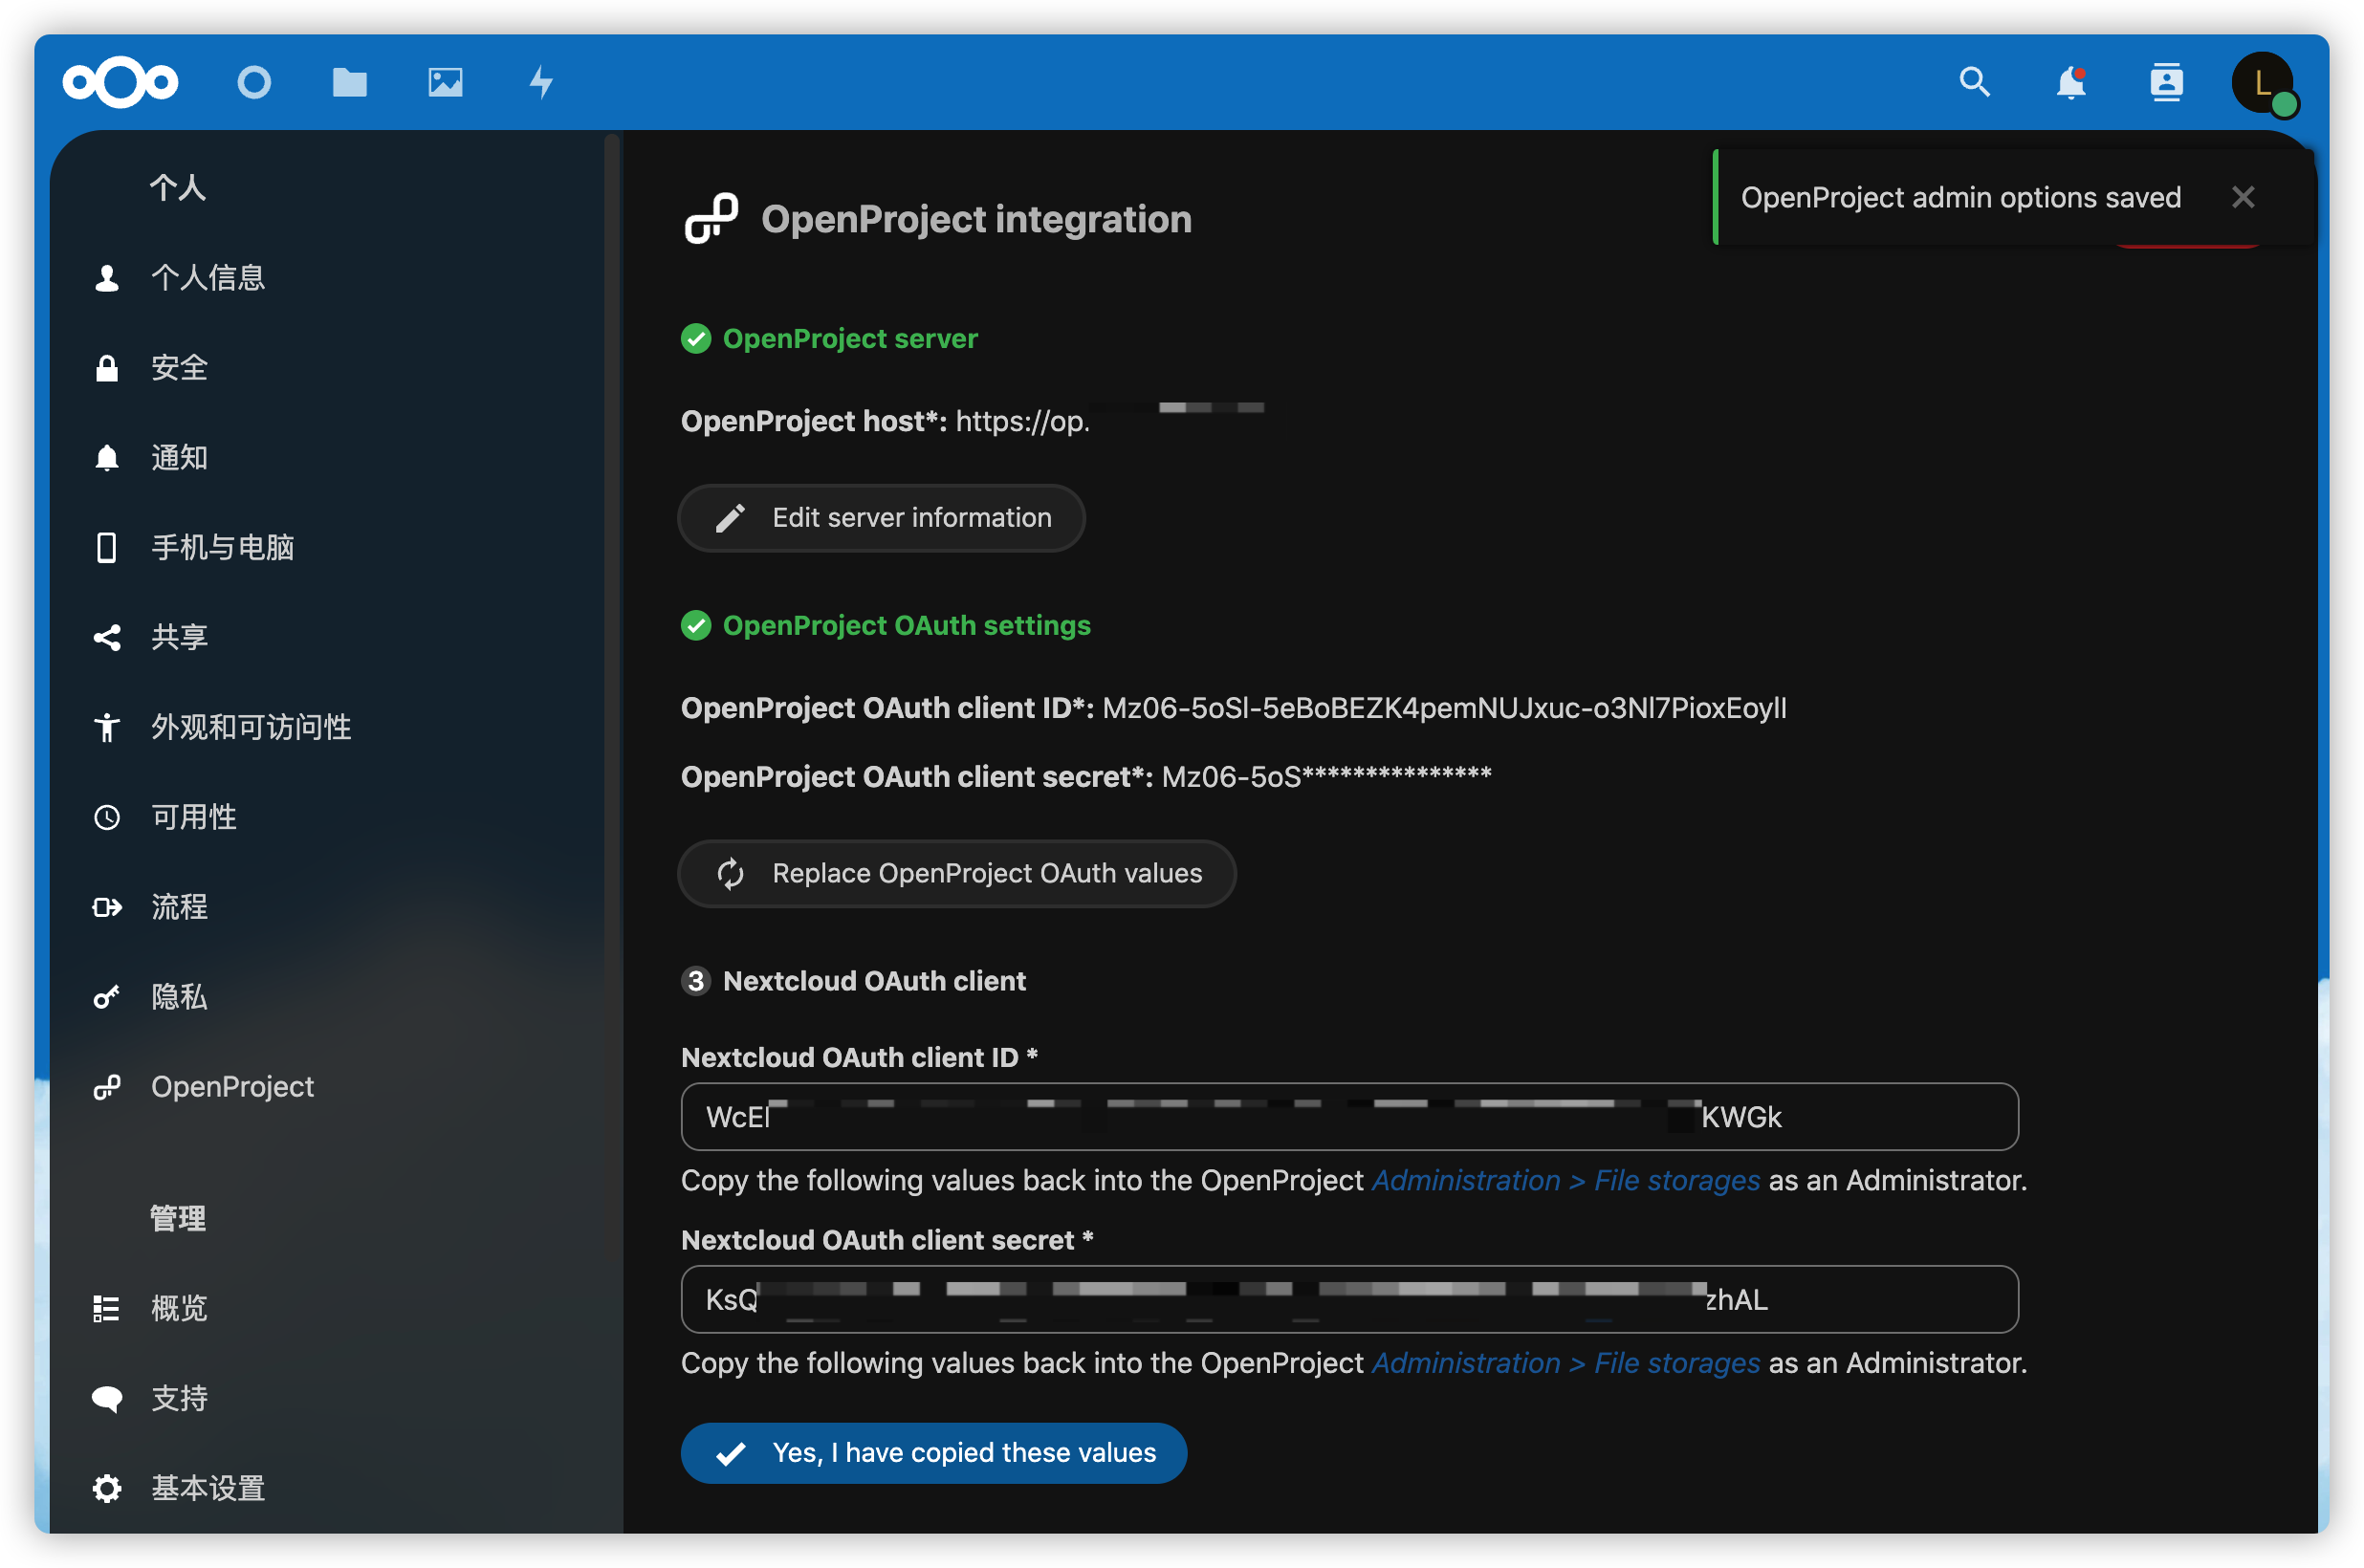 L
个人
个人信息
安全
通知
手机与电脑
共享
外观和可访问性
可用性
流程
隐私
OpenProject
管理
概览
支持
基本设置
OpenProject integration
OpenProject admin options saved
OpenProject server
OpenProject host*: https://op.
Edit server information
OpenProject OAuth settings
OpenProject OAuth client ID*: Mz06-5oSl-5eBoBEZK4pemNUJxuc-o3Nl7PioxEoylI
OpenProject OAuth client secret*: Mz06-5oS***************
Replace OpenProject OAuth values
3 Nextcloud OAuth client
Nextcloud OAuth client ID *
WcEI KWGk
Copy the following values back into the OpenProject Administration > File storages as an Administrator.
Nextcloud OAuth client secret *
KsQ zhAL
Copy the following values back into the OpenProject Administration > File storages as an Administrator.
Yes, I have copied these values